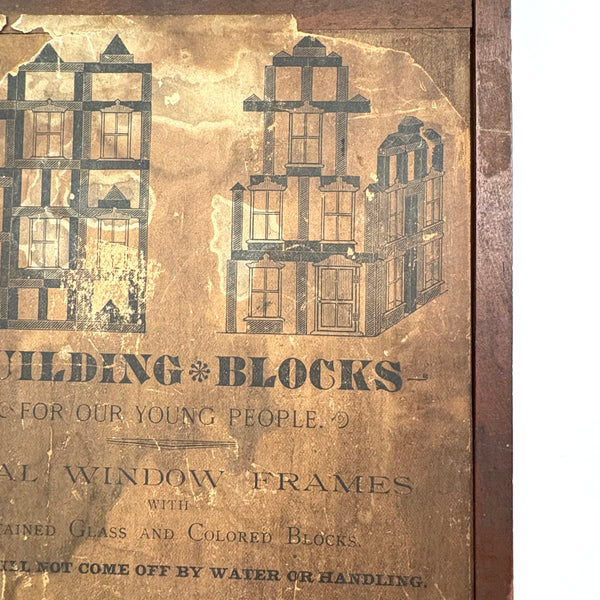 UILDING * BLOCKS
FOR OUR YOUNG PEOPLE.
AL WINDOW FRAMES
WITH
TAINED GLASS AND COLORED BLOCKS.
ILL NOT COME OFF BY WATER OR HANDLING.